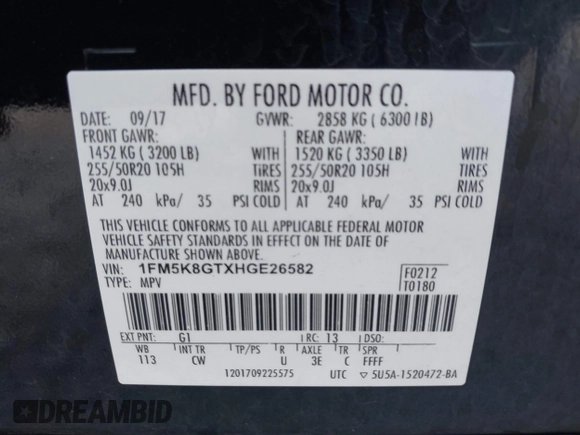 MFD. BY FORD MOTOR CO.
DATE: 09/17 GVWR: 2858 KG ( 6300 lB)
FRONT GAWR: REAR GAWR:
1452 KG ( 3200 LB) WITH 1520 KG ( 3350 LB) WITH
255/50R20 105H TiRES 255/50R20 105H TIRES
20x9.0J RIMS 20x9.0J RIMS
AT 240 kPa/ 35 PSI COLD AT 240 kPa/ 35 PSI COLD
THIS VEHICLE CONFORMS TO ALL APPLICABLE FEDERAL MOTOR
VEHICLE SAFETY STANDARDS IN EFFECT ON THE DATE OF
MANUFACTURE SHOWN ABOVE.
VIN: 1FM5K8GTXHGE26582 F0212
TYPE: MPV T0180
EXT PNT: G1 RC: 13 DSO:
WB INT TR TP/PS R AXLE TR SPR
113 CW U 3E C FFFF
1201709225575 UTC ▽ 5U5A-1520472-BA
DREAMBID